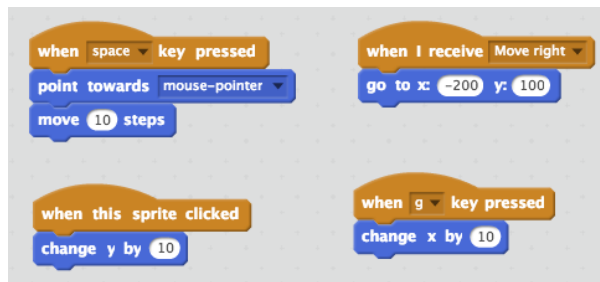 when space key pressed
point towards mouse-pointer
move 10 steps
when I receive Move right
go to x: -200 y: 100
when this sprite clicked
change y by 10
when g key pressed
change x by 10